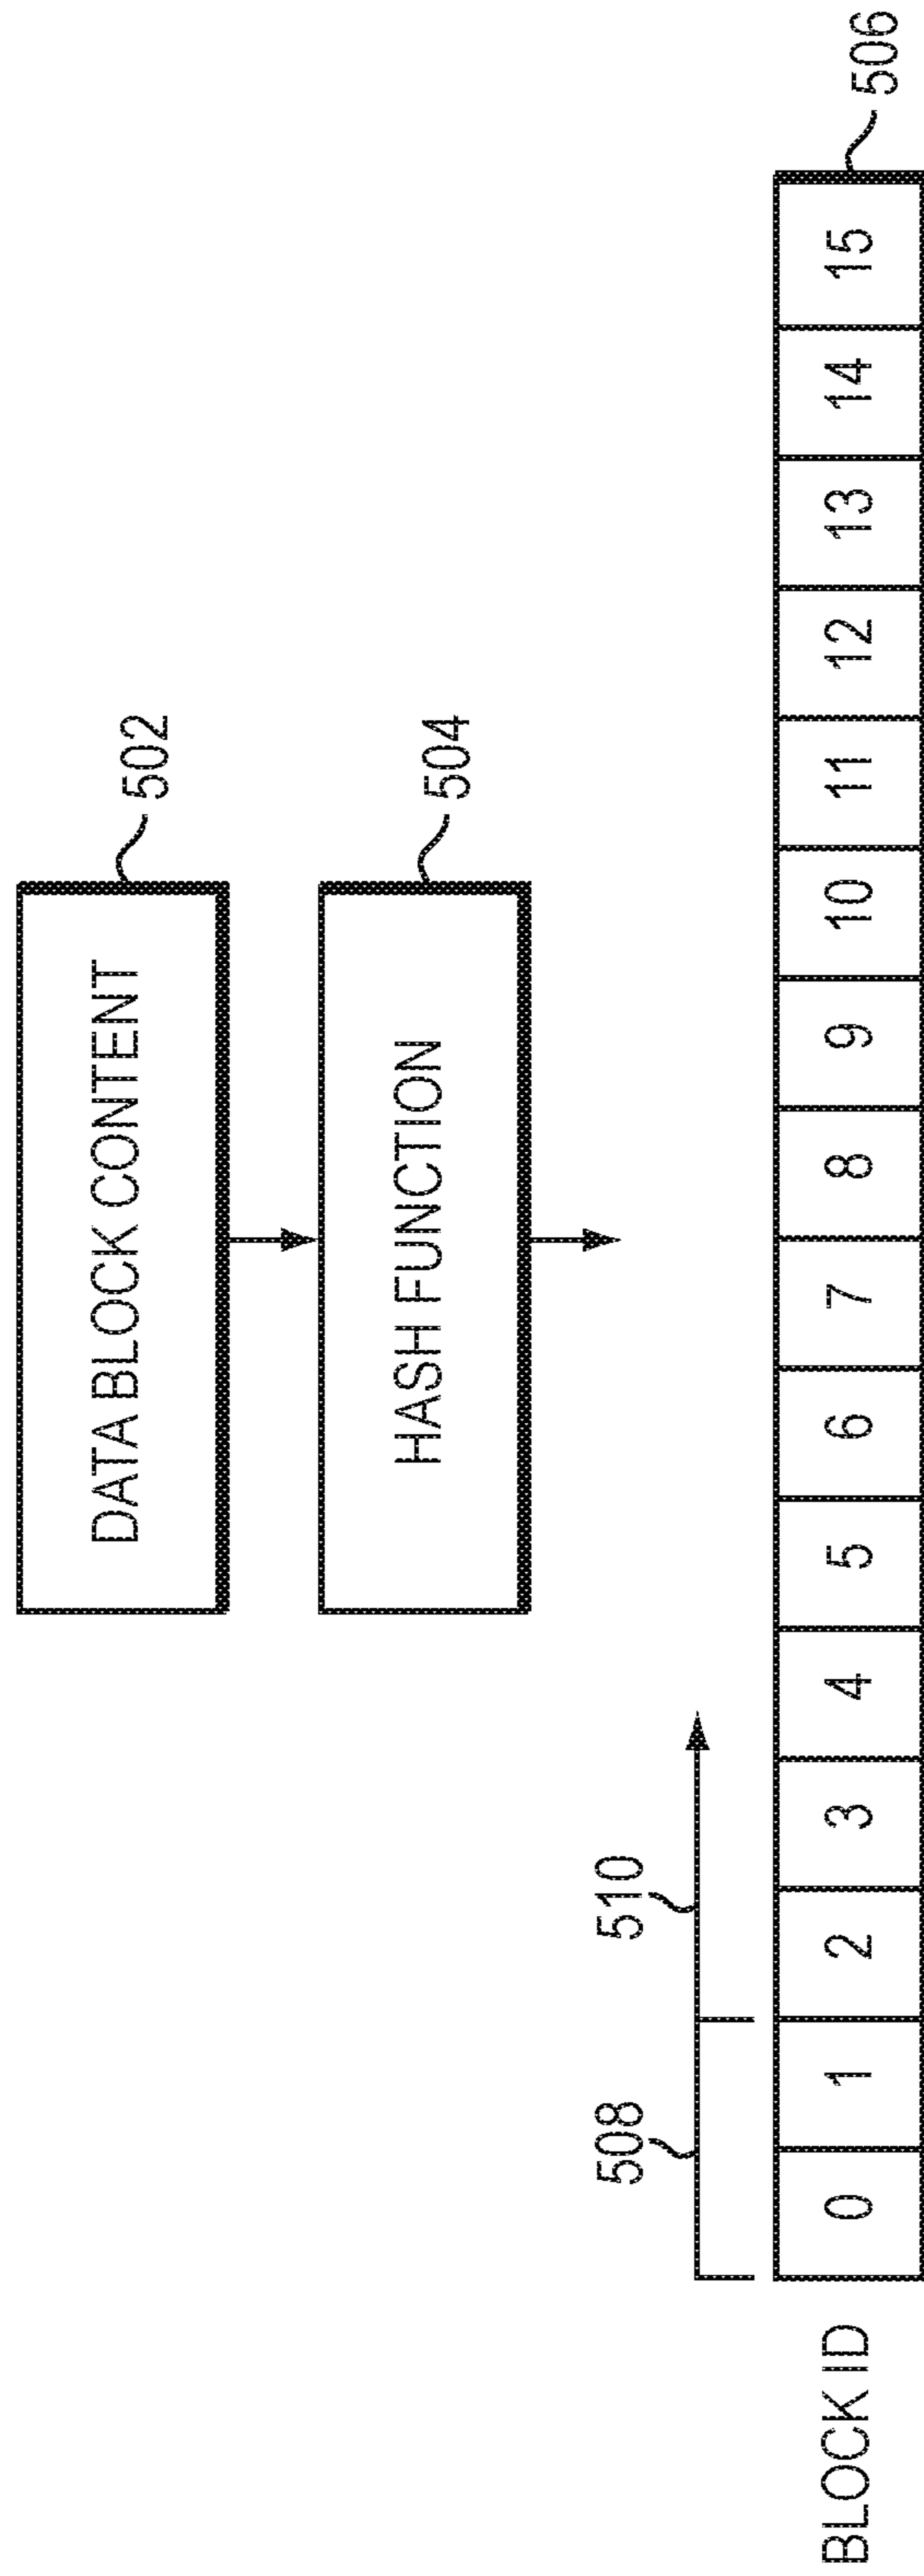 DATA BLOCK CONTENT
502
HASH FUNCTION
504
508
510
BLOCK ID
0 1 2 3 4 5 6 7 8 9 10 11 12 13 14 15
506